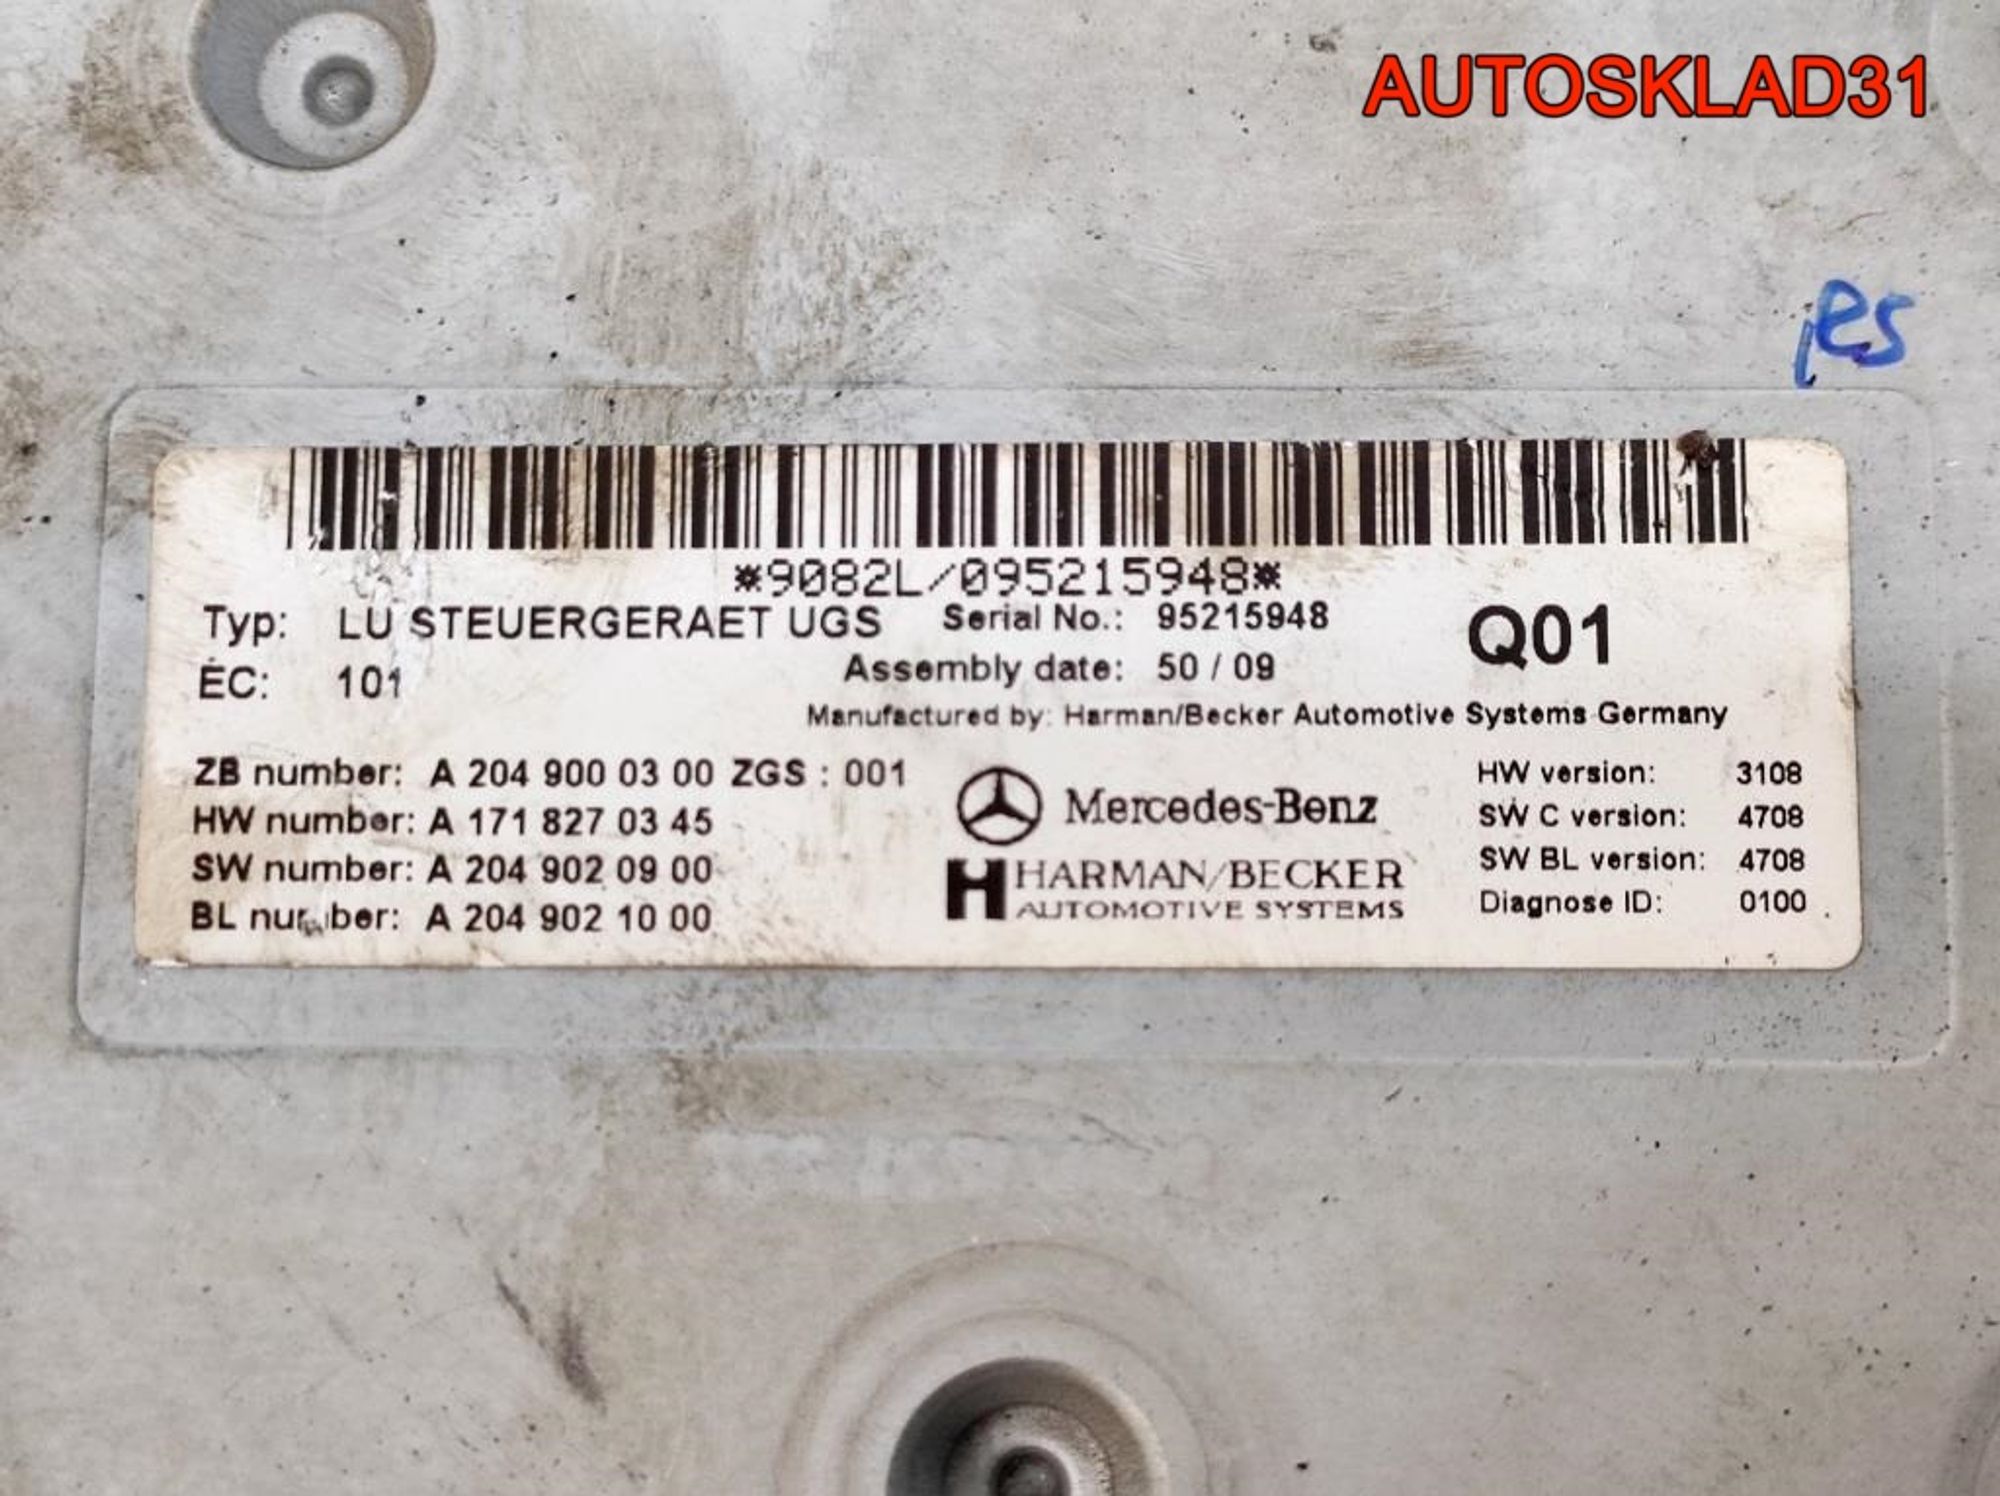 AUTOSKLAD31
*9082L/095215948*
Typ: LU STEUERGERAET UGS Serial No.: 95215948 Q01
EC: 101 Assembly date: 50 / 09
Manufactured by: Harman/Becker Automotive Systems Germany
ZB number: A 204 900 03 00 ZGS : 001 Mercedes-Benz HW version: 3108
HW number: A 171 827 03 45 SW C version: 4708
SW number: A 204 902 09 00 HARMAN/BECKER SW BL version: 4708
BL number: A 204 902 10 00 AUTOMOTIVE SYSTEMS Diagnose ID: 0100